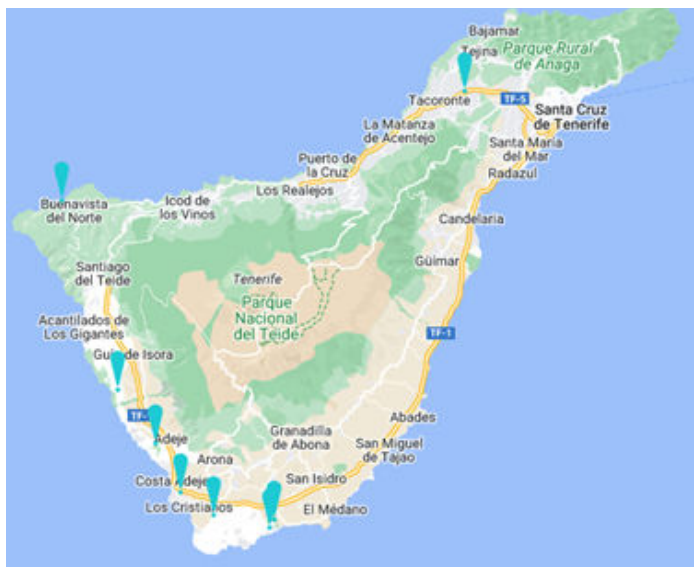 Bajamar
Tejina
Parque Rural
de Anaga
Tacoronte
TF-5
Santa Cruz
de Tenerife
La Matanza
de Acentejo
Santa María
del Mar
Puerto de
la Cruz
Radazul
Los Realejos
Icod de
los Vinos
Buenavista
del Norte
Candelaria
Güímar
Santiago
del Teide
Tenerife
Parque
Nacional
del Teide
Acantilados de
Los Gigantes
TF-1
Guía de Isora
TF-
Abades
Adeje
Granadilla
de Abona
San Miguel
de Tajao
Arona
San Isidro
Costa Adeje
Los Cristianos
El Médano